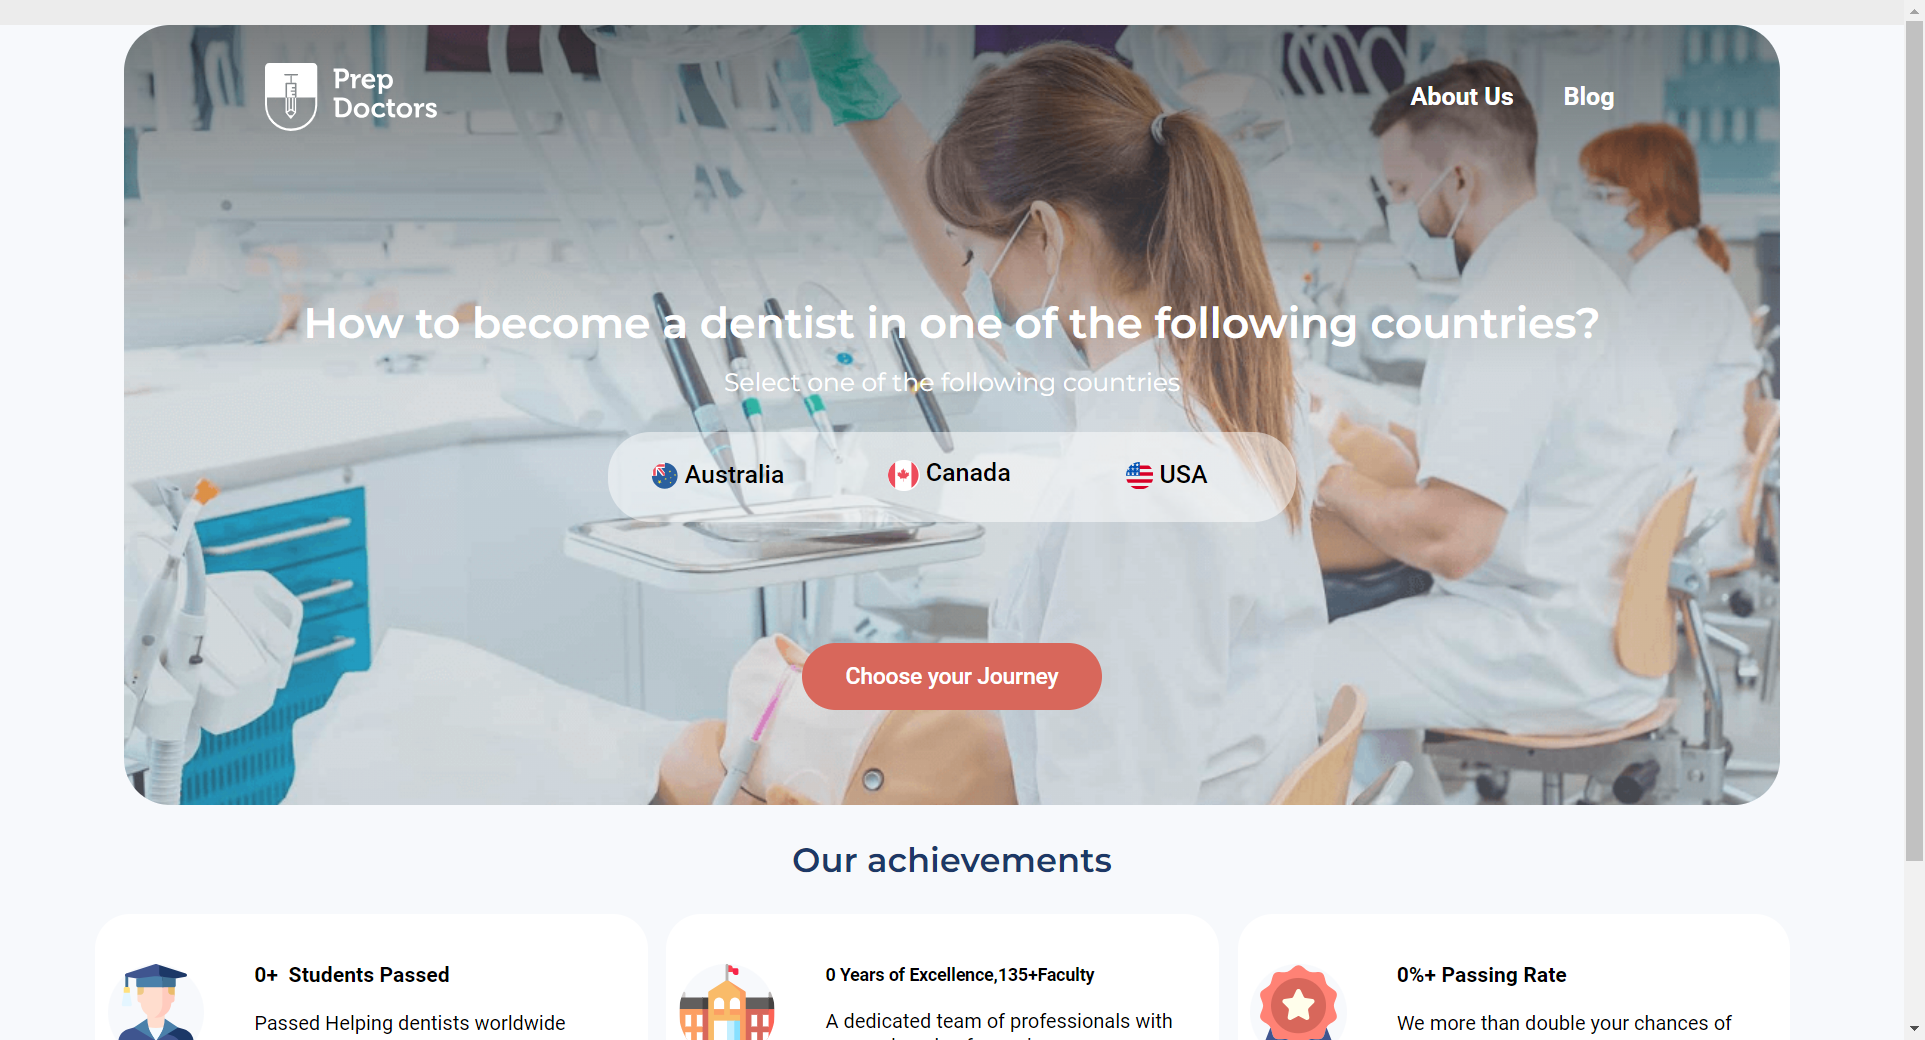 Prep
Doctors
About Us
Blog
How to become a dentist in one of the following countries?
Select one of the following countries
Australia
Canada
USA
Choose your Journey
Our achievements
0+  Students Passed
Passed Helping dentists worldwide
0 Years of Excellence,135+Faculty
A dedicated team of professionals with
0%+ Passing Rate
We more than double your chances of